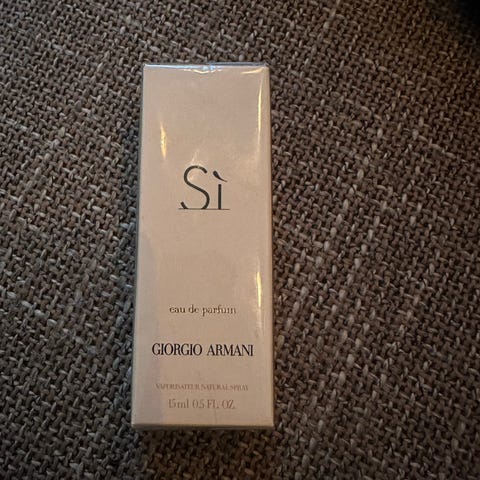 Sì
eau de parfum
GIORGIO ARMANI
VAPORISATEUR NATURAL SPRAY
15 ml 0.5 FL. OZ.